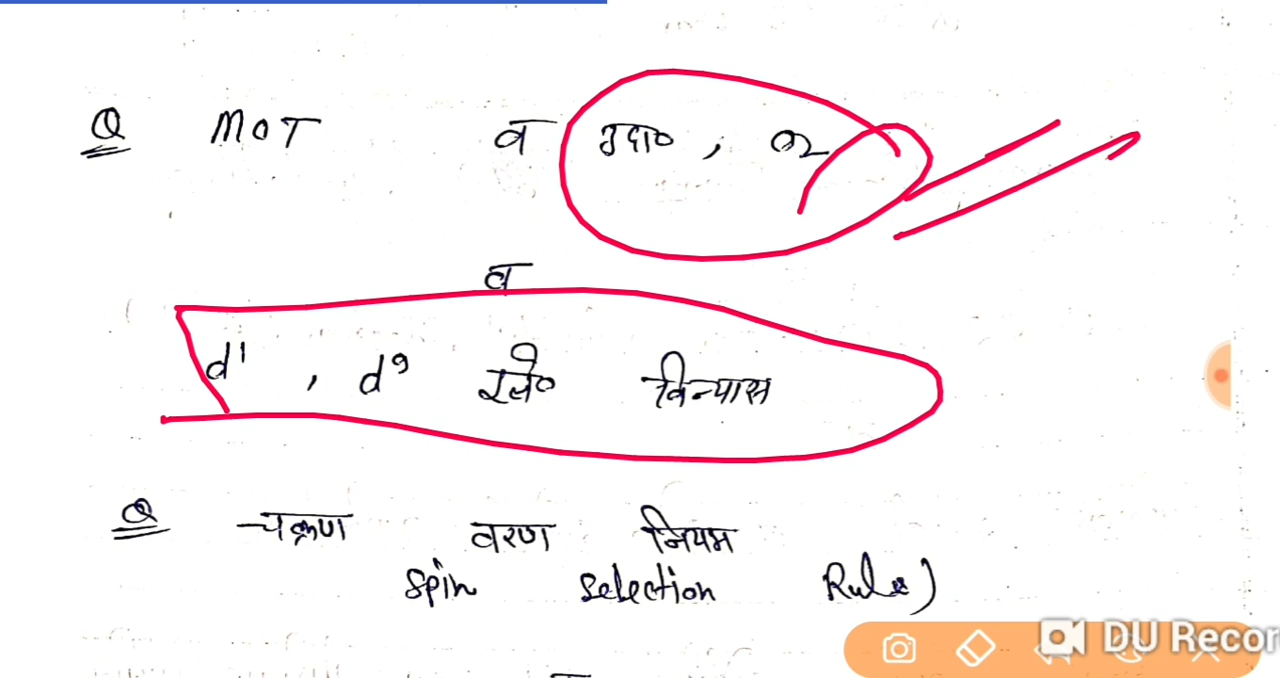 Q MOT व उदा०, O2
व
d¹, d⁹ इले० विन्यास
Q चक्रण वरण नियम
Spin Selection Rule)
DU Recor